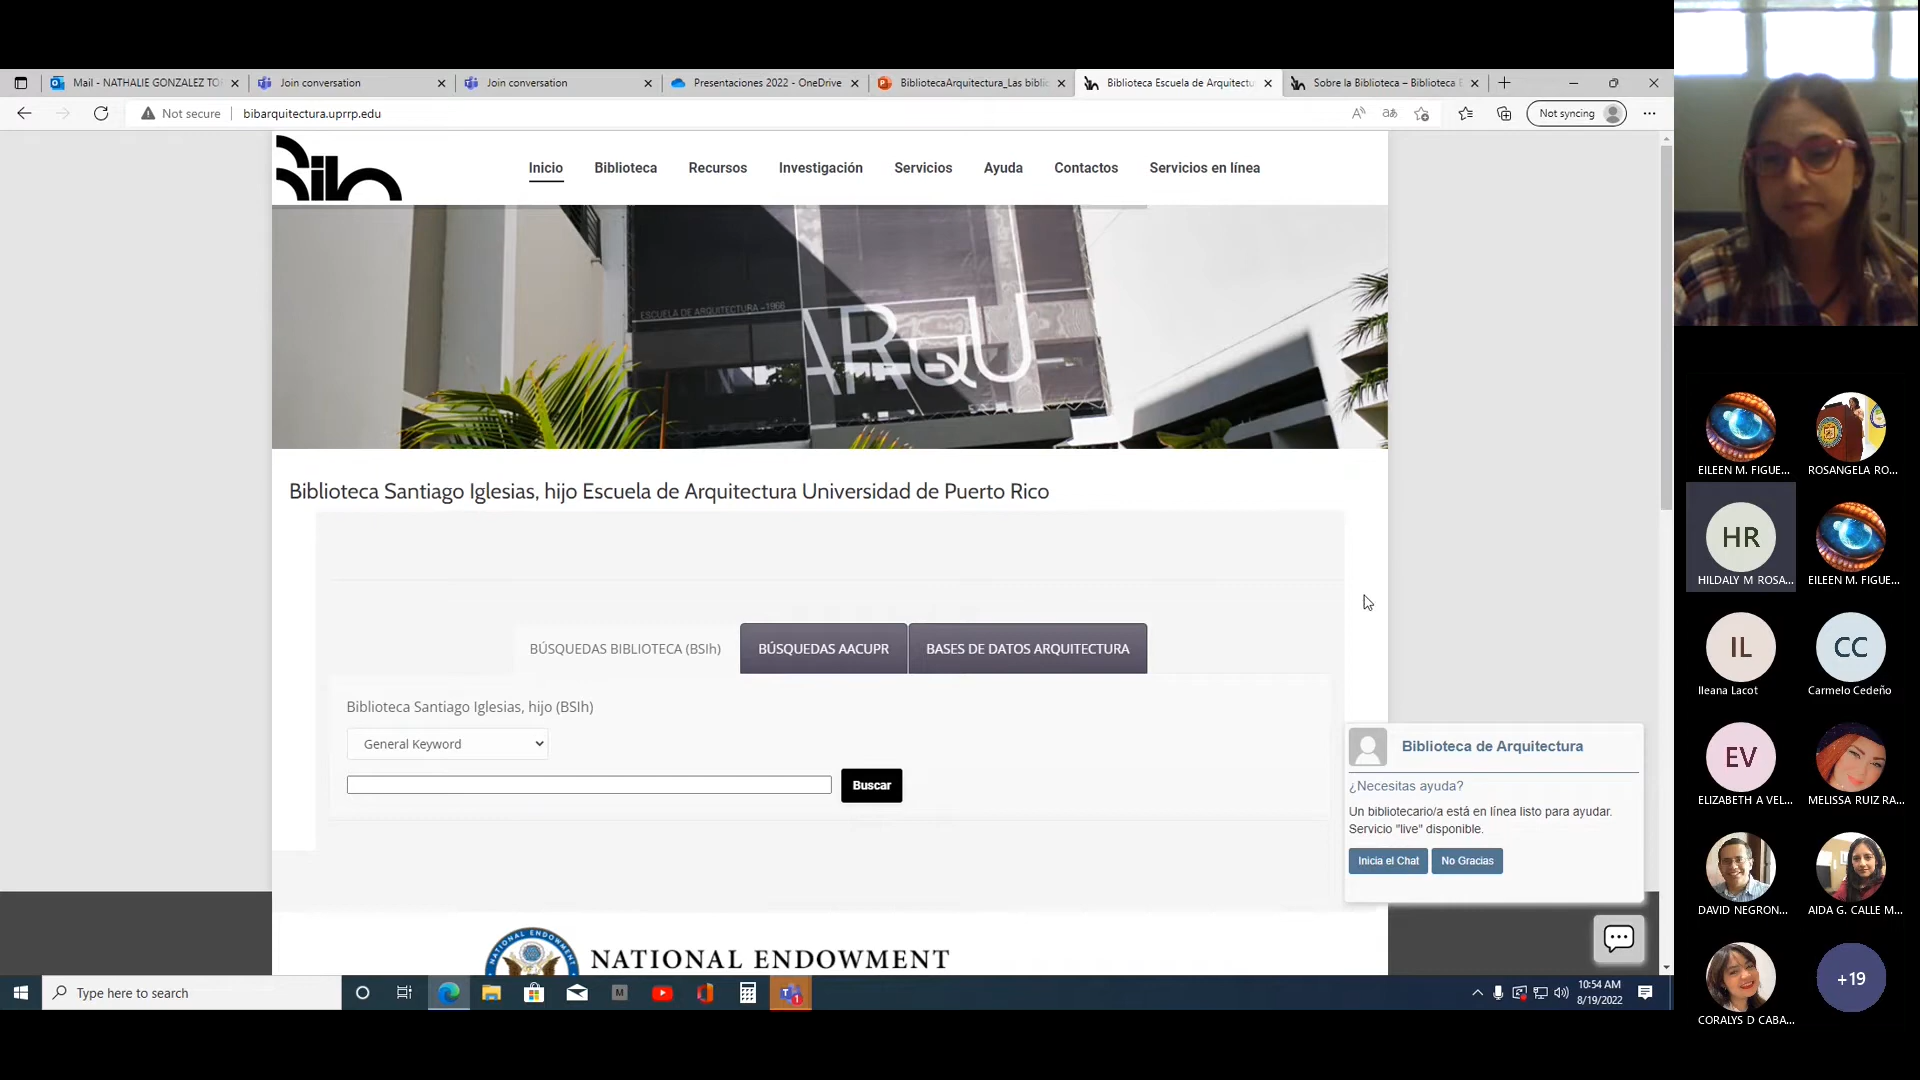 Mail - NATHALIE GONZALEZ TO
Join conversation
Join conversation
Presentaciones 2022 - OneDrive
BibliotecaArquitectura_Las biblic
Biblioteca Escuela de Arquitectu
Sobre la Biblioteca – Biblioteca E
Not secure
bibarquitectura.uprrp.edu
Not syncing
Inicio
Biblioteca
Recursos
Investigación
Servicios
Ayuda
Contactos
Servicios en línea
ESCUELA DE ARQUITECTURA -1966
ARQU
Biblioteca Santiago Iglesias, hijo Escuela de Arquitectura Universidad de Puerto Rico
BÚSQUEDAS BIBLIOTECA (BSIh)
BÚSQUEDAS AACUPR
BASES DE DATOS ARQUITECTURA
Biblioteca Santiago Iglesias, hijo (BSIh)
General Keyword
Buscar
Biblioteca de Arquitectura
¿Necesitas ayuda?
Un bibliotecario/a está en línea listo para ayudar.
Servicio "live" disponible.
Inicia el Chat
No Gracias
NATIONAL ENDOWMENT
NATIONAL ENDOWMENT
Type here to search
10:54 AM
8/19/2022
EILEEN M. FIGUE...
ROSANGELA RO...
HR
HILDALY M ROSA...
EILEEN M. FIGUE...
IL
Ileana Lacot
CC
Carmelo Cedeño
EV
ELIZABETH A VEL...
MELISSA RUIZ RA...
DAVID NEGRON...
AIDA G. CALLE M...
CORALYS D CABA...
+19